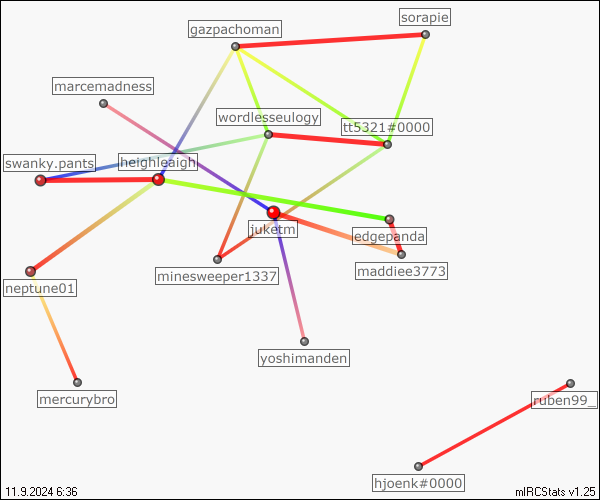 sorapie
gazpachoman
marcemadness
wordlesseulogy
tt5321#0000
swanky.pants
heighleaigh
juketm
edgepanda
minesweeper1337
maddiee3773
neptune01
yoshimanden
mercurybro
ruben99_
hjoenk#0000
11.9.2024 6:36
mIRCStats v1.25